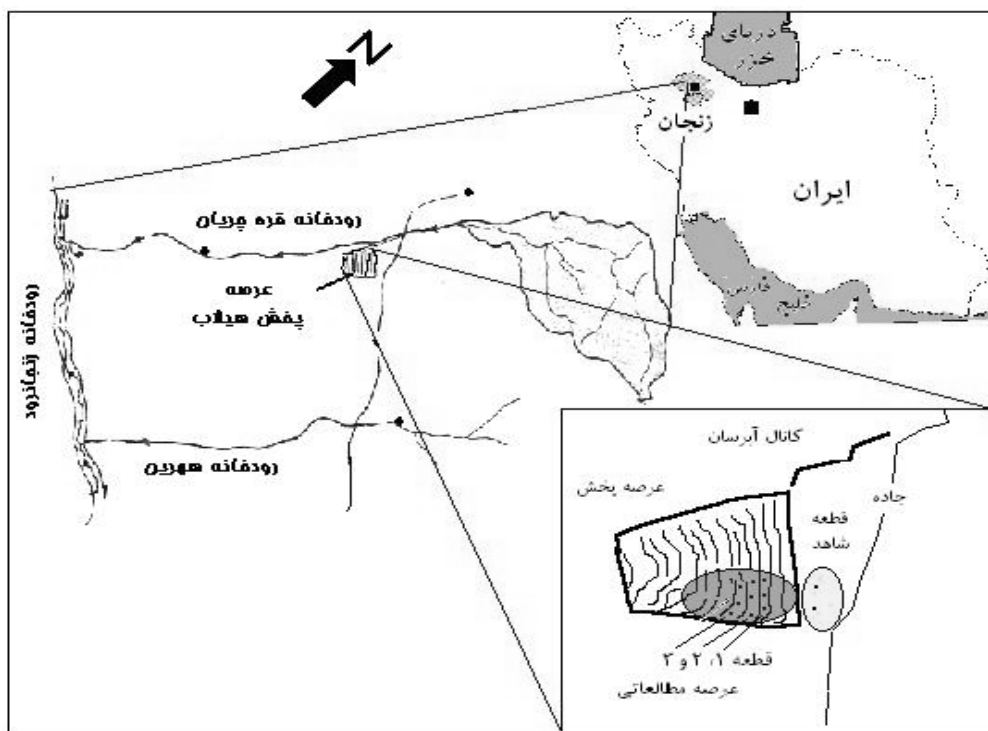 N
دریای
خزر
زنجان
ایران
خلیج فارس
رودخانه قره چریان
عرصه
پخش سیلاب
رودخانه زنجانرود
رودخانه سهرین
کانال آبرسان
عرصه پخش
جاده
قطعه
شاهد
قطعه ۱، ۲ و ۳
عرصه مطالعاتی